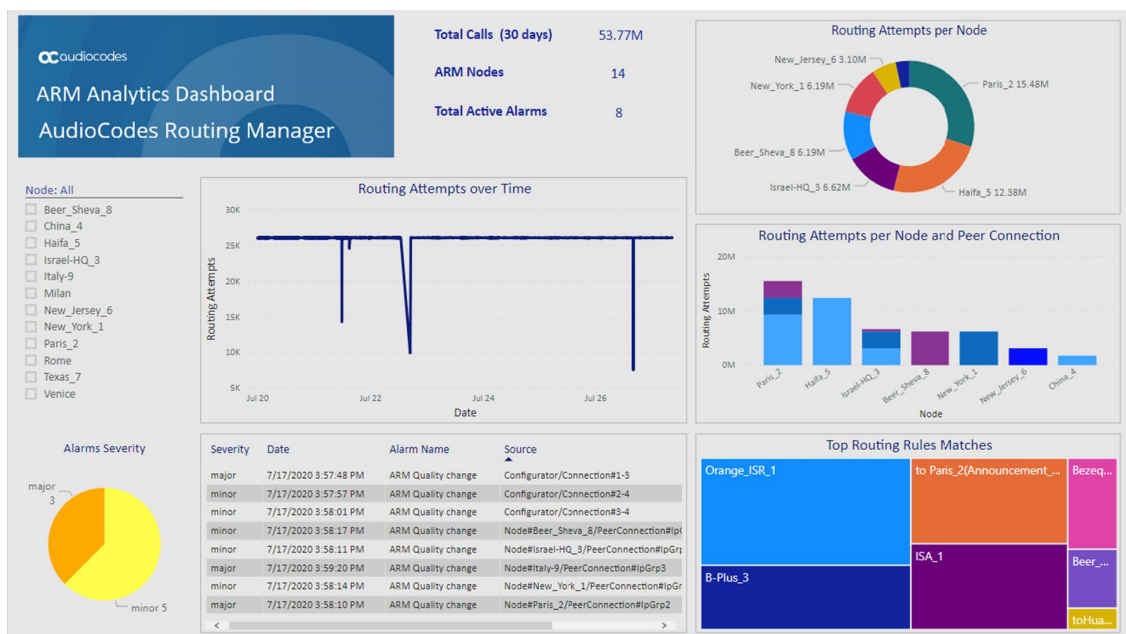 audiocodes
ARM Analytics Dashboard
AudioCodes Routing Manager
Total Calls (30 days) 53.77M
ARM Nodes 14
Total Active Alarms 8
Routing Attempts per Node
New_Jersey_6 3.10M
New_York_1 6.19M
Paris_2 15.48M
Beer_Sheva_8 6.19M
Israel-HQ_3 6.62M
Haifa_5 12.38M
Node: All
Beer_Sheva_8
China_4
Haifa_5
Israel-HQ_3
Italy-9
Milan
New_Jersey_6
New_York_1
Paris_2
Rome
Texas_7
Venice
Routing Attempts over Time
30K
25K
20K
15K
10K
5K
Routing Attempts
Jul 20 Jul 22 Jul 24 Jul 26
Date
Routing Attempts per Node and Peer Connection
20M
10M
0M
Routing Attempts
Paris_2 Haifa_5 Israel-HQ_3 Beer_Sheva_8 New_York_1 New_Jersey_6 China_4
Node
Alarms Severity
major
3
minor 5
Severity Date Alarm Name Source
major 7/17/2020 3:57:48 PM ARM Quality change Configurator/Connection#1-3
minor 7/17/2020 3:57:57 PM ARM Quality change Configurator/Connection#2-4
minor 7/17/2020 3:58:01 PM ARM Quality change Configurator/Connection#3-4
minor 7/17/2020 3:58:17 PM ARM Quality change Node#Beer_Sheva_8/PeerConnection#Ip
minor 7/17/2020 3:58:11 PM ARM Quality change Node#Israel-HQ_3/PeerConnection#IpGrp
major 7/17/2020 3:59:20 PM ARM Quality change Node#Italy-9/PeerConnection#IpGrp3
minor 7/17/2020 3:58:14 PM ARM Quality change Node#New_York_1/PeerConnection#IpGr
major 7/17/2020 3:58:10 PM ARM Quality change Node#Paris_2/PeerConnection#IpGrp2
Top Routing Rules Matches
Orange_ISR_1
to Paris_2(Announcement_...
Bezeq...
B-Plus_3
ISA_1
Beer_...
toHua...